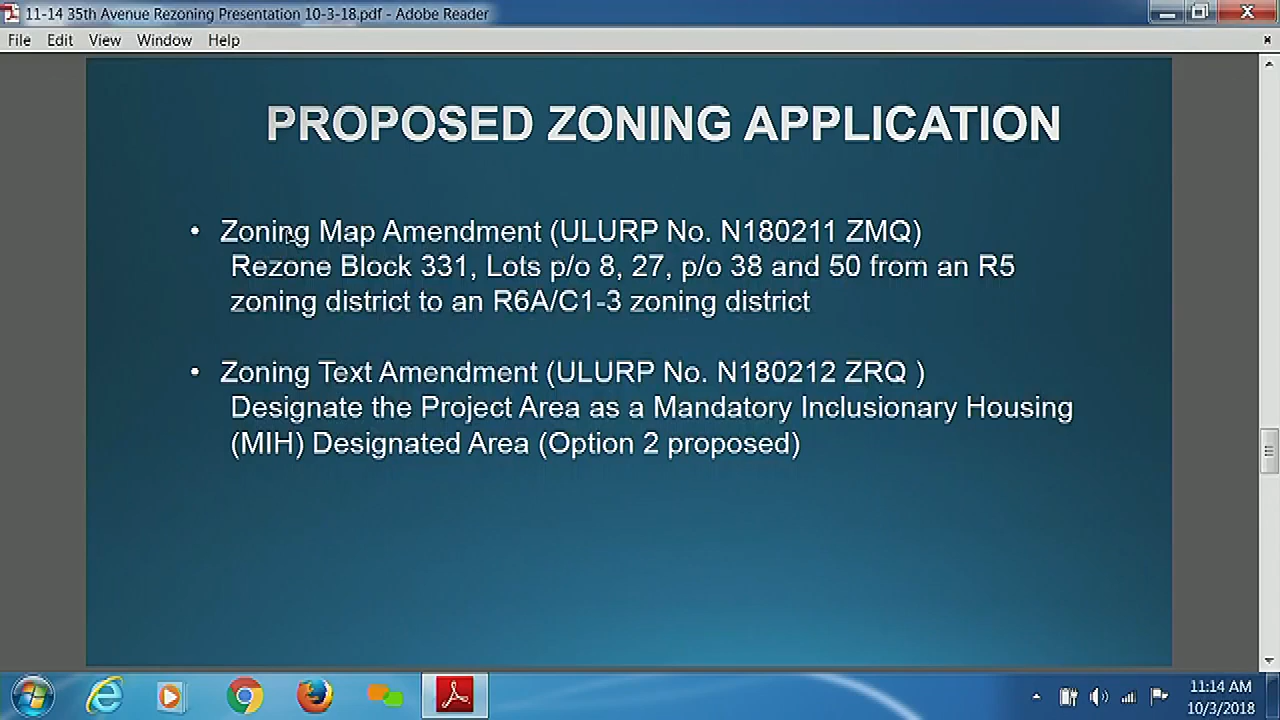 11-14 35th Avenue Rezoning Presentation 10-3-18.pdf - Adobe Reader
File Edit View Window Help
PROPOSED ZONING APPLICATION
• Zoning Map Amendment (ULURP No. N180211 ZMQ)
Rezone Block 331, Lots p/o 8, 27, p/o 38 and 50 from an R5
zoning district to an R6A/C1-3 zoning district
• Zoning Text Amendment (ULURP No. N180212 ZRQ )
Designate the Project Area as a Mandatory Inclusionary Housing
(MIH) Designated Area (Option 2 proposed)
11:14 AM
10/3/2018